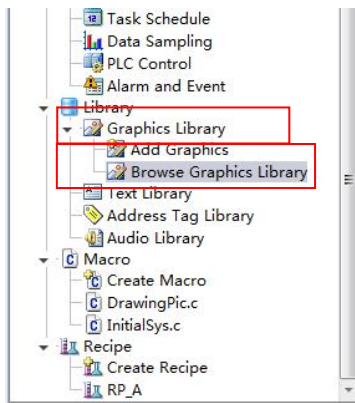 Task Schedule
Data Sampling
PLC Control
Alarm and Event
Library
Graphics Library
Add Graphics
Browse Graphics Library
Text Library
Address Tag Library
Audio Library
Macro
Create Macro
DrawingPic.c
InitialSys.c
Recipe
Create Recipe
RP_A